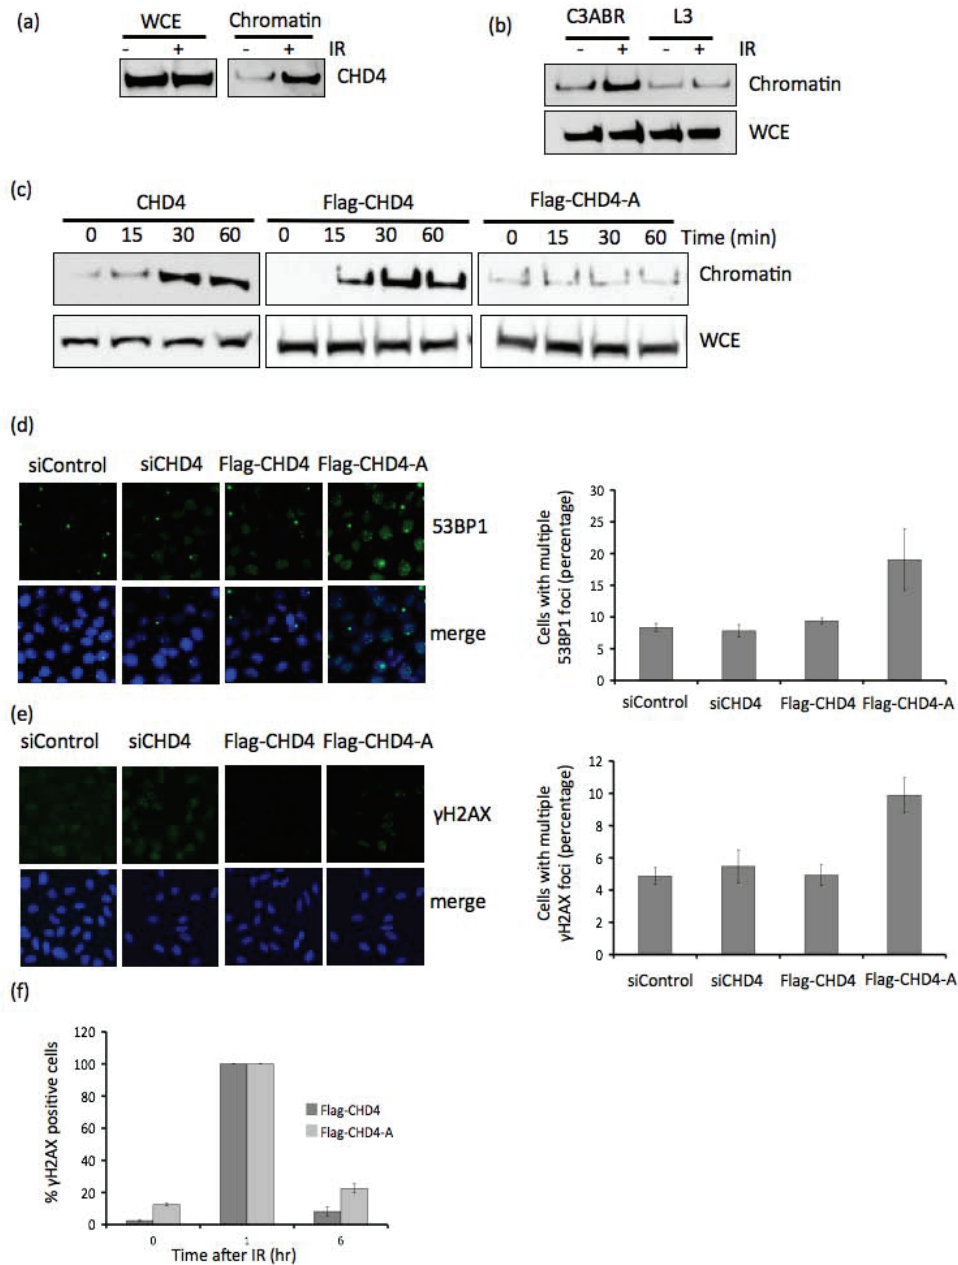 (a)
WCE Chromatin
- + - + IR
CHD4
(b)
C3ABR L3
- + - + IR
Chromatin
WCE
(c)
CHD4 Flag-CHD4 Flag-CHD4-A
0 15 30 60 0 15 30 60 0 15 30 60 Time (min)
Chromatin
WCE
(d)
siControl siCHD4 Flag-CHD4 Flag-CHD4-A
53BP1
merge
Cells with multiple
53BP1 foci (percentage)
30
25
20
15
10
5
0
siControl siCHD4 Flag-CHD4 Flag-CHD4-A
(e)
siControl siCHD4 Flag-CHD4 Flag-CHD4-A
γH2AX
merge
Cells with multiple
γH2AX foci (percentage)
12
10
8
6
4
2
0
siControl siCHD4 Flag-CHD4 Flag-CHD4-A
(f)
% γH2AX positive cells
120
100
80
60
40
20
0
Flag-CHD4
Flag-CHD4-A
0 1 6
Time after IR (hr)